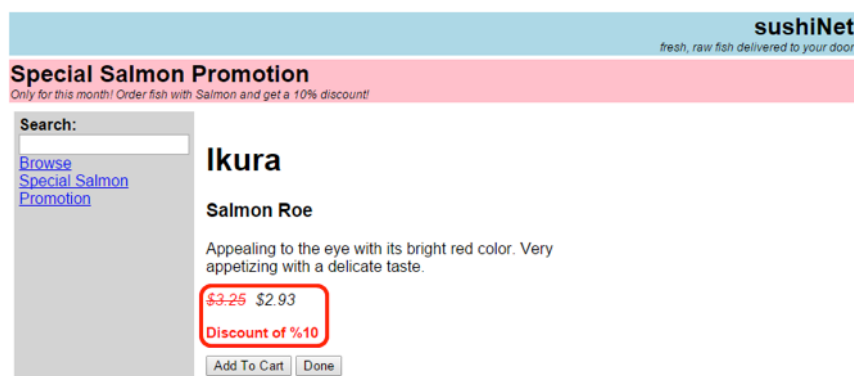 sushiNet
fresh, raw fish delivered to your door
Special Salmon Promotion
Only for this month! Order fish with Salmon and get a 10% discount!
Search:
Browse
Special Salmon
Promotion
Ikura
Salmon Roe
Appealing to the eye with its bright red color. Very
appetizing with a delicate taste.
$3.25 $2.93
Discount of %10
Add To Cart Done